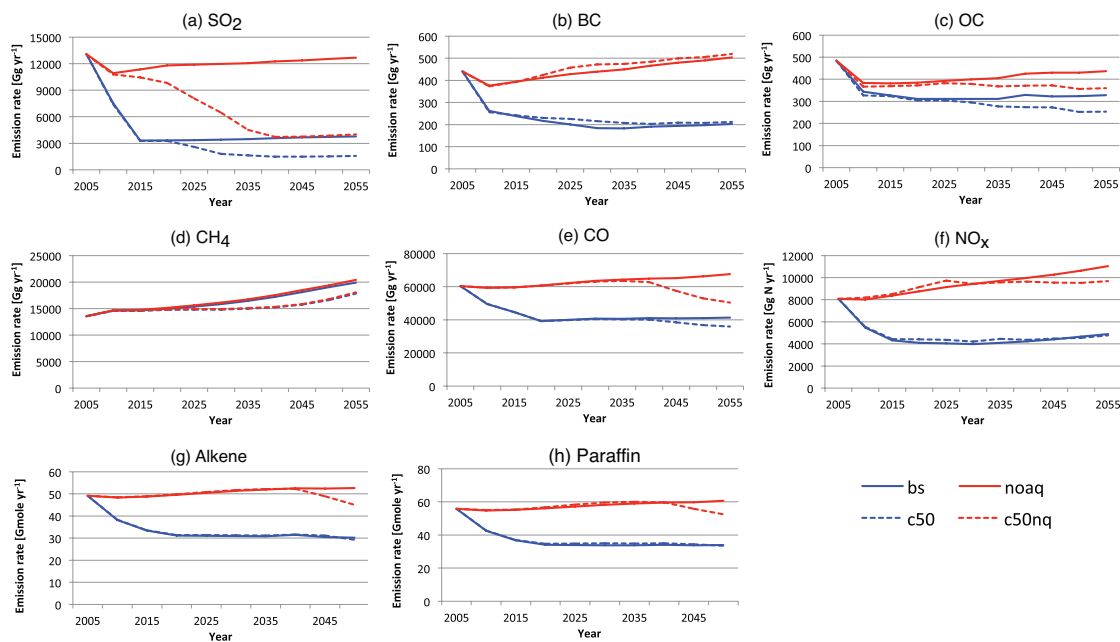 (a) SO2
Emission rate [Gg yr-1]
15000
12000
9000
6000
3000
0
2005 2015 2025 2035 2045 2055
Year
(b) BC
Emission rate [Gg yr-1]
600
500
400
300
200
100
0
2005 2015 2025 2035 2045 2055
Year
(c) OC
Emission rate [Gg yr-1]
600
500
400
300
200
100
600
2005 2015 2025 2035 2045 2055
Year
(d) CH4
Emission rate [Gg yr-1]
25000
20000
15000
10000
5000
0
2005 2015 2025 2035 2045 2055
Year
(e) CO
Emission rate [Gg yr-1]
80000
60000
40000
20000
0
2005 2015 2025 2035 2045 2055
Year
(f) NOX
Emission rate [Gg N yr-1]
12000
10000
8000
6000
4000
2000
0
2005 2015 2025 2035 2045 2055
Year
(g) Alkene
Emission rate [Gmole yr-1]
60
50
40
30
20
10
0
2005 2015 2025 2035 2045
Year
(h) Paraffin
Emission rate [Gmole yr-1]
80
60
40
20
0
2005 2015 2025 2035 2045
Year
bs noaq
c50 c50nq